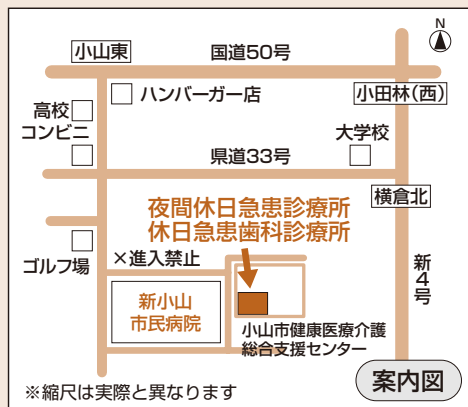 N
小山東
国道50号
ハンバーガー店
小田林(西)
高校
コンビニ
大学校
県道33号
横倉北
夜間休日急患診療所
休日急患歯科診療所
ゴルフ場
×進入禁止
新4号
新小山
市民病院
小山市健康医療介護
総合支援センター
案内図
※縮尺は実際と異なります